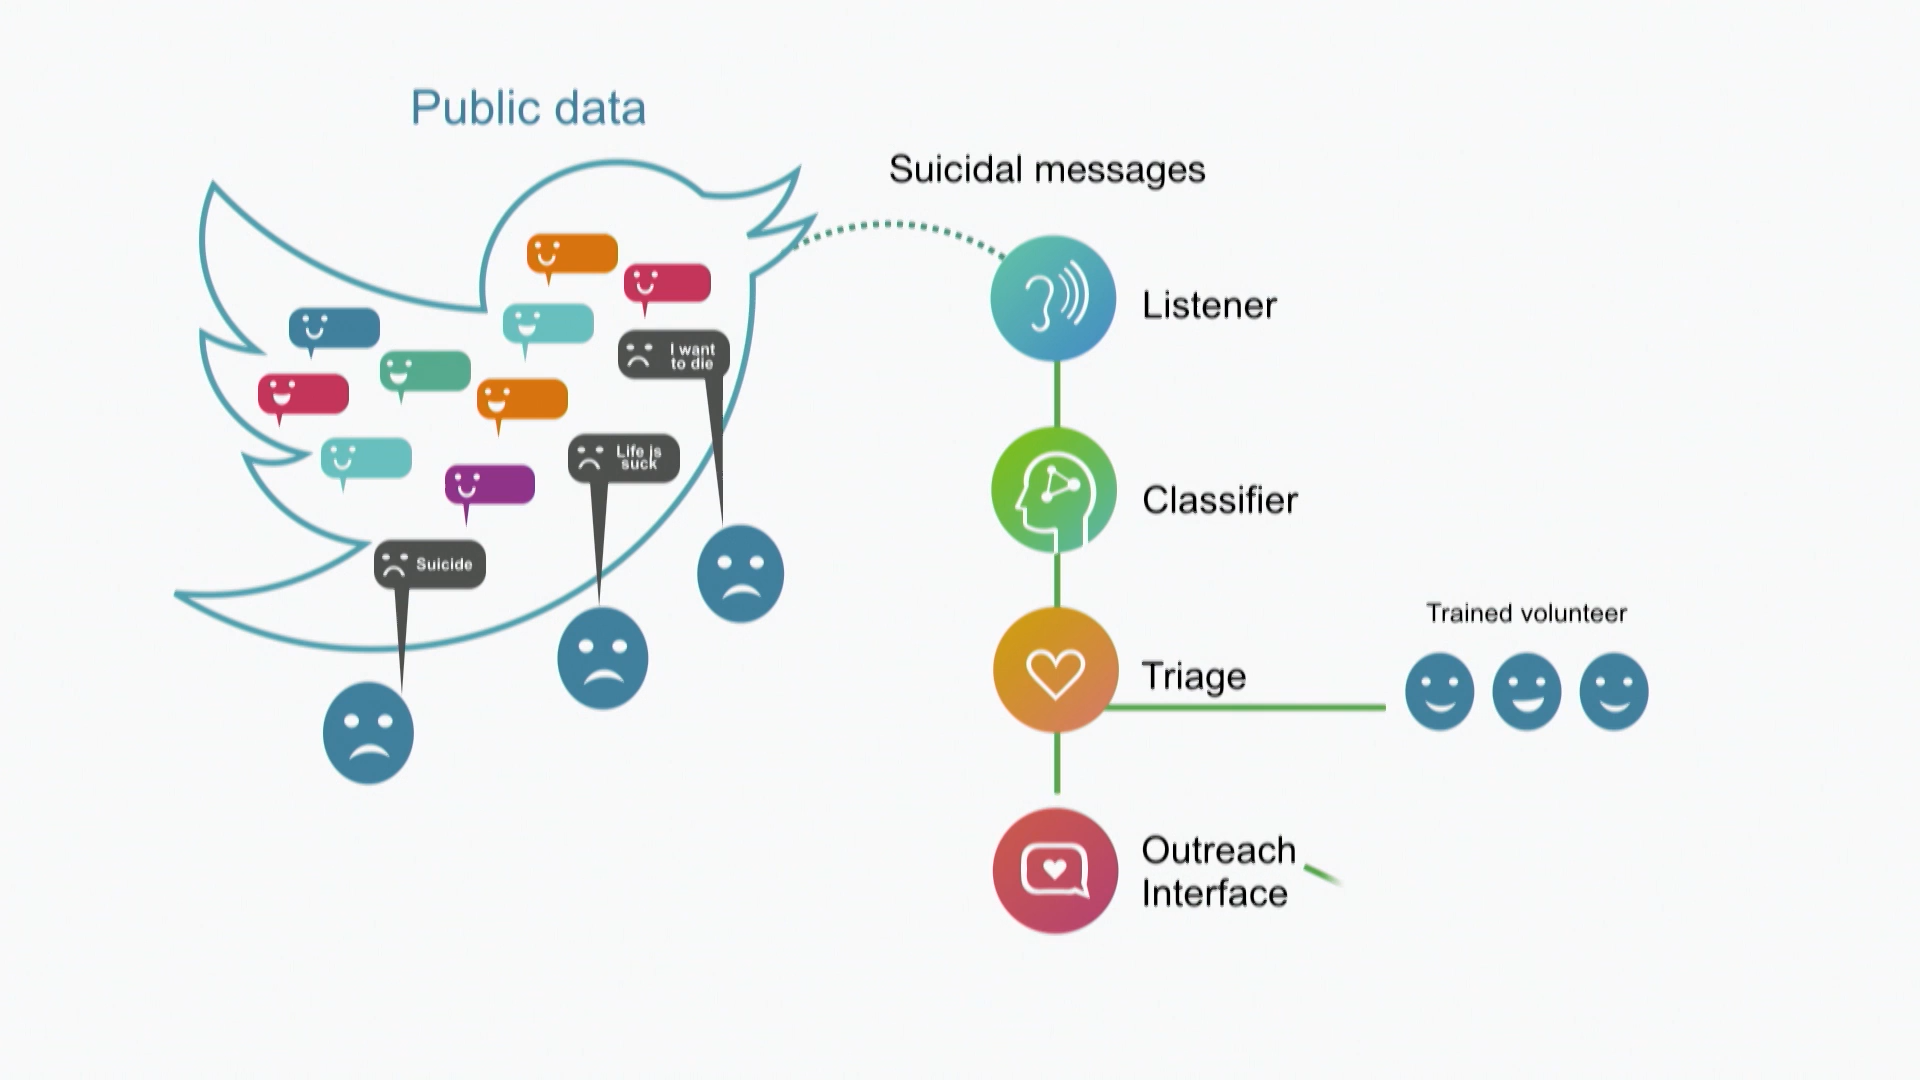 Public data
Suicidal messages
I want
to die
Life is
suck
Suicide
Listener
Classifier
Triage
Trained volunteer
Outreach
Interface